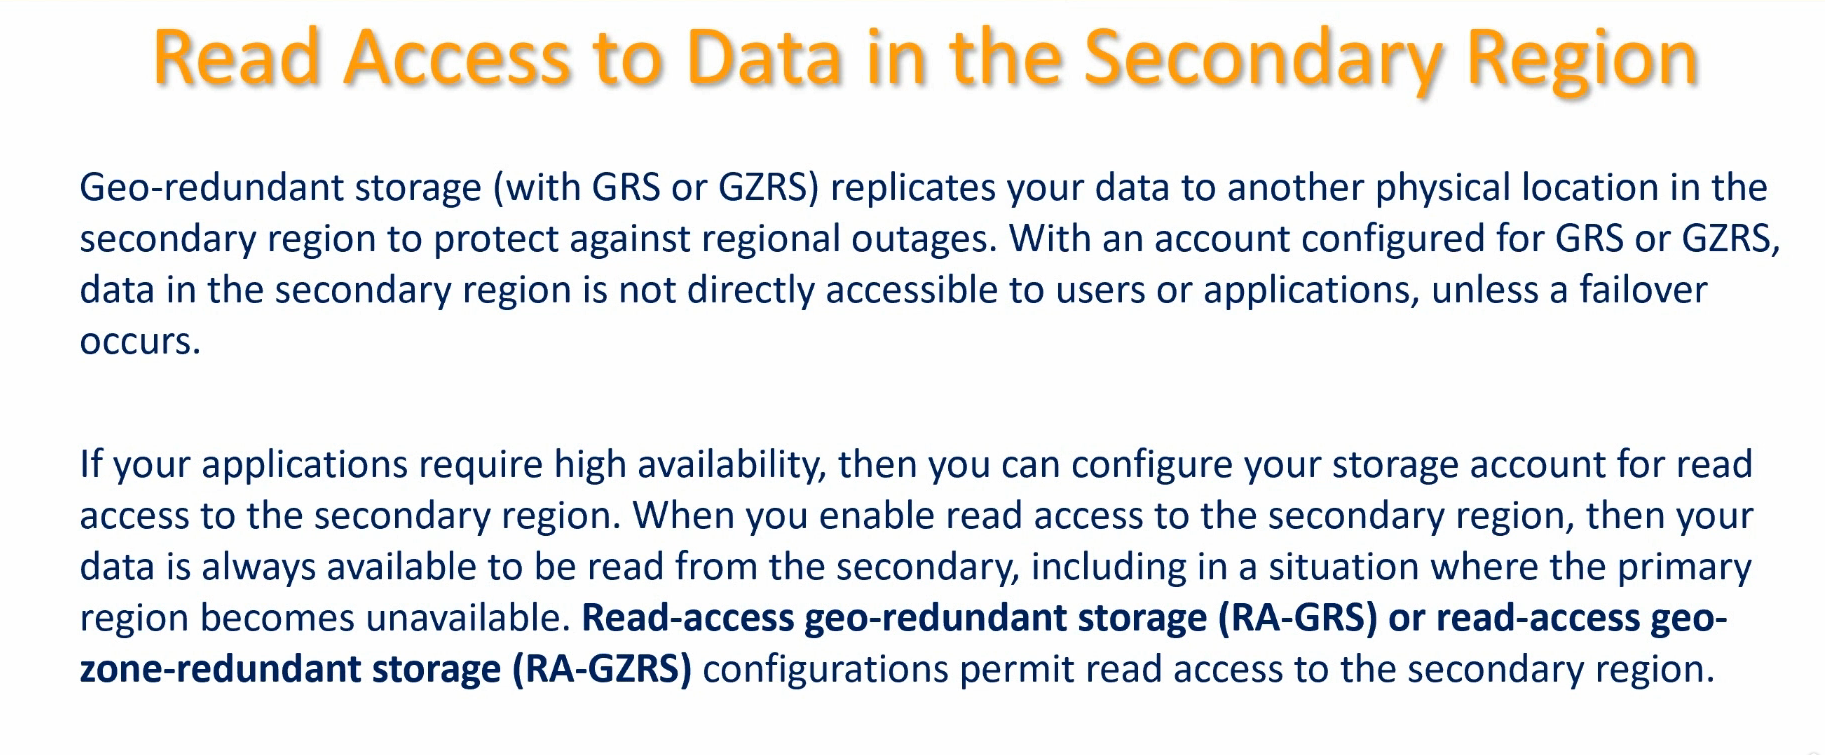 Read Access to Data in the Secondary Region
Geo-redundant storage (with GRS or GZRS) replicates your data to another physical location in the
secondary region to protect against regional outages. With an account configured for GRS or GZRS,
data in the secondary region is not directly accessible to users or applications, unless a failover
occurs.
If your applications require high availability, then you can configure your storage account for read
access to the secondary region. When you enable read access to the secondary region, then your
data is always available to be read from the secondary, including in a situation where the primary
region becomes unavailable. Read-access geo-redundant storage (RA-GRS) or read-access geo-
zone-redundant storage (RA-GZRS) configurations permit read access to the secondary region.